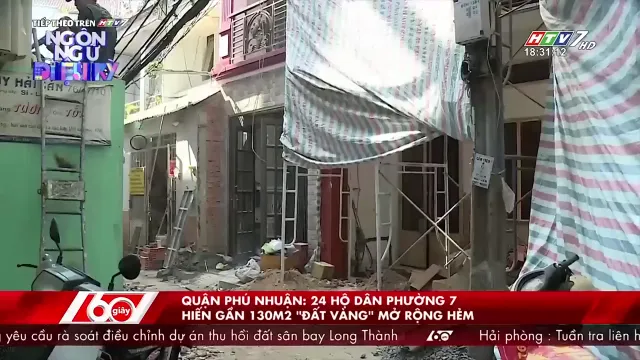 TIẾP THEO TRÊN HTV7
NGÔN
NGỮ
DIỆU KỲ
HTV7 HD
18:31:12
60 giây
QUẬN PHÚ NHUẬN: 24 HỘ DÂN PHƯỜNG 7
HIẾN GẦN 130M2 "ĐẤT VÀNG" MỞ RỘNG HẺM
yêu cầu rà soát điều chỉnh dự án thu hồi đất sân bay Long Thành 60 Hải phòng : Tuần tra liên